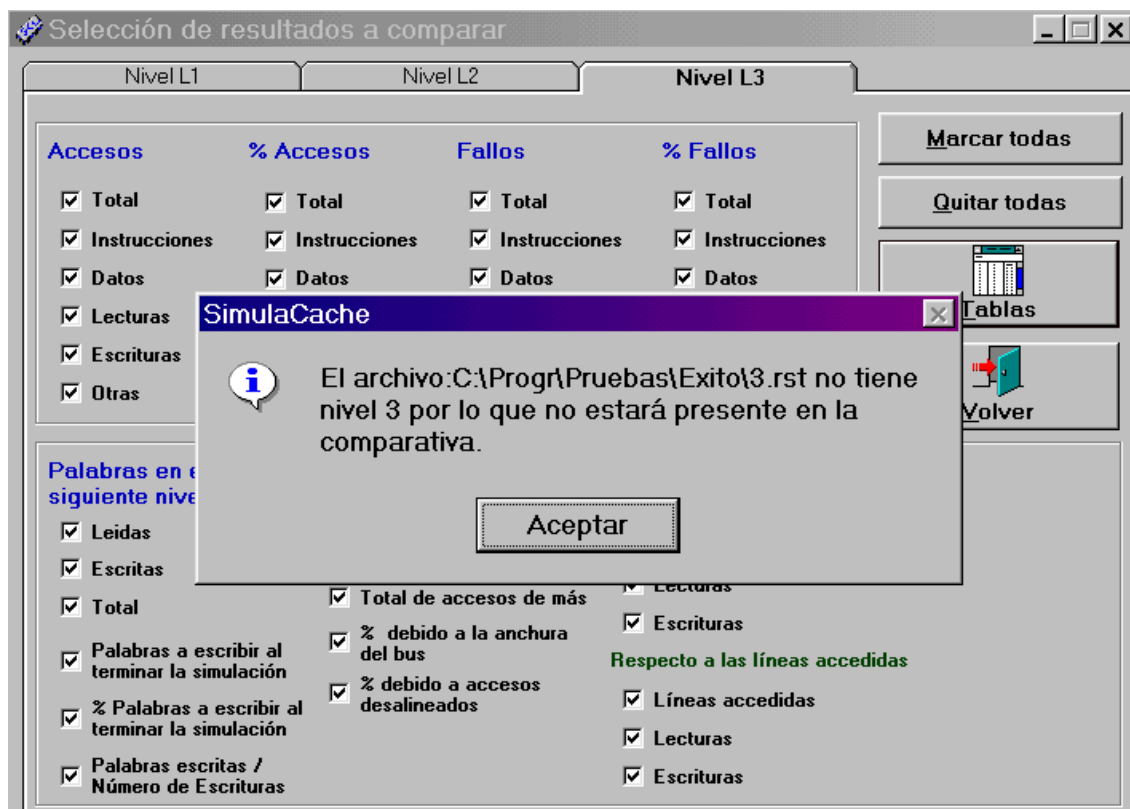 Selección de resultados a comparar
Nivel L1
Nivel L2
Nivel L3
Accesos
% Accesos
Fallos
% Fallos
Total
Total
Total
Total
Instrucciones
Instrucciones
Instrucciones
Instrucciones
Datos
Datos
Datos
Datos
Lecturas
Escrituras
Otras
Marcar todas
Quitar todas
Tablas
Volver
SimulaCache
El archivo:C:\Progr\Pruebas\Exito\3.rst no tiene
nivel 3 por lo que no estará presente en la
comparativa.
Aceptar
Palabras en
siguiente
Leidas
Escritas
Total
Palabras a escribir al
terminar la simulación
% Palabras a escribir al
terminar la simulación
Palabras escritas /
Número de Escrituras
Total de accesos de más
% debido a la anchura
del bus
% debido a accesos
desalineados
Lecturas
Escrituras
Respecto a las líneas accedidas
Líneas accedidas
Lecturas
Escrituras